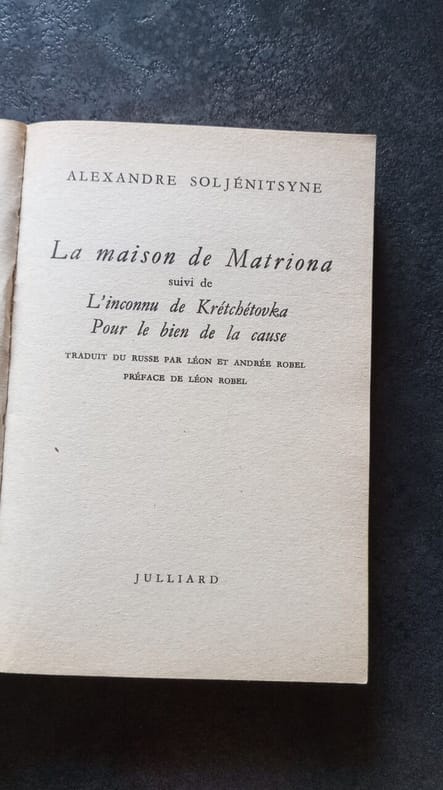 ALEXANDRE SOLJÉNITSYNE
La maison de Matriona
suivi de
L'inconnu de Krétchétovka
Pour le bien de la cause
TRADUIT DU RUSSE PAR LÉON ET ANDRÉE ROBEL
PRÉFACE DE LÉON ROBEL
JULLIARD